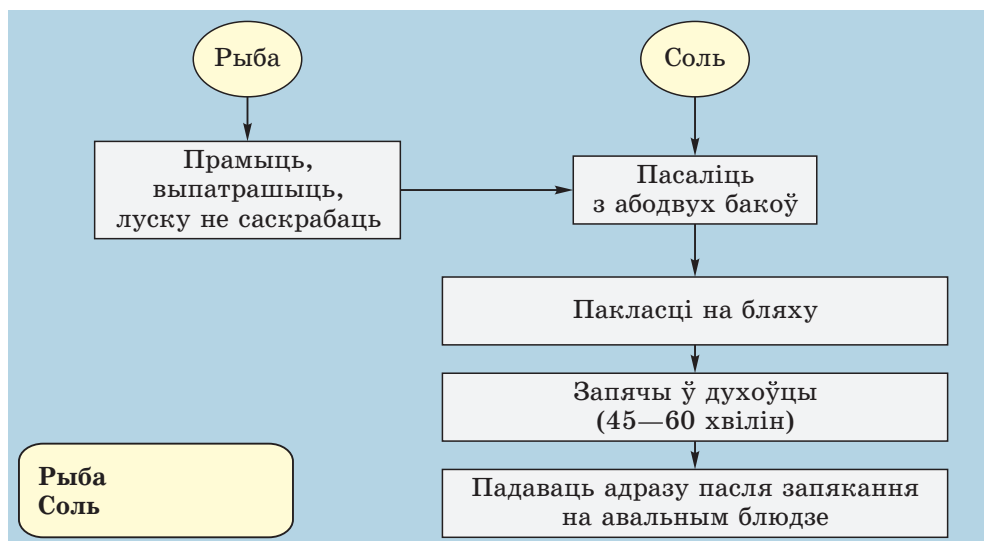 Рыба
Соль
Прамыць,
выпатрашыць,
луску не саскрабаць
Пасаліць
з абодвух бакоў
Пакласці на бляху
Запячы ў духоўцы
(45—60 хвілін)
Падаваць адразу пасля запякання
на авальным блюдзе
Рыба
Соль